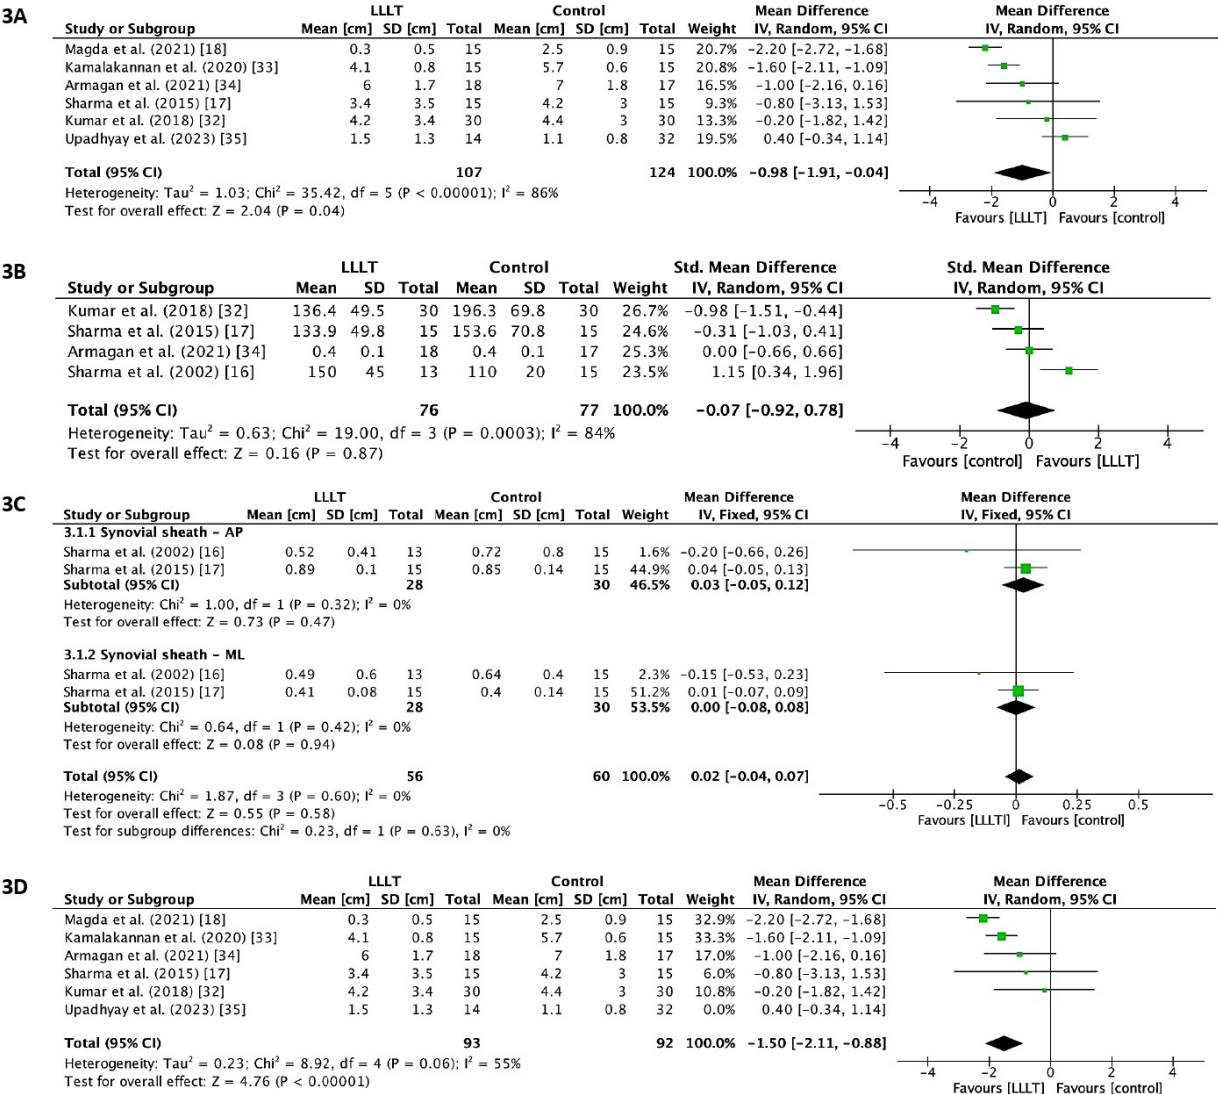 3A
LLLT Control Mean Difference Mean Difference
Study or Subgroup Mean [cm] SD [cm] Total Mean [cm] SD [cm] Total Weight IV, Random, 95% CI IV, Random, 95% CI
Magda et al. (2021) [18] 0.3 0.5 15 2.5 0.9 15 20.7% -2.20 [-2.72, -1.68]
Kamalakannan et al. (2020) [33] 4.1 0.8 15 5.7 0.6 15 20.8% -1.60 [-2.11, -1.09]
Armagan et al. (2021) [34] 6 1.7 18 7 1.8 17 16.5% -1.00 [-2.16, 0.16]
Sharma et al. (2015) [17] 3.4 3.5 15 4.2 3 15 9.3% -0.80 [-3.13, 1.53]
Kumar et al. (2018) [32] 4.2 3.4 30 4.4 3 30 13.3% -0.20 [-1.82, 1.42]
Upadhyay et al. (2023) [35] 1.5 1.3 14 1.1 0.8 32 19.5% 0.40 [-0.34, 1.14]
Total (95% CI) 107 124 100.0% -0.98 [-1.91, -0.04]
Heterogeneity: Tau² = 1.03; Chi² = 35.42, df = 5 (P < 0.00001); I² = 86%
Test for overall effect: Z = 2.04 (P = 0.04)
-4 -2 0 2 4
Favours [LLLT] Favours [control]
3B
LLLT Control Std. Mean Difference Std. Mean Difference
Study or Subgroup Mean SD Total Mean SD Total Weight IV, Random, 95% CI IV, Random, 95% CI
Kumar et al. (2018) [32] 136.4 49.5 30 196.3 69.8 30 26.7% -0.98 [-1.51, -0.44]
Sharma et al. (2015) [17] 133.9 49.8 15 153.6 70.8 15 24.6% -0.31 [-1.03, 0.41]
Armagan et al. (2021) [34] 0.4 0.1 18 0.4 0.1 17 25.3% 0.00 [-0.66, 0.66]
Sharma et al. (2002) [16] 150 45 13 110 20 15 23.5% 1.15 [0.34, 1.96]
Total (95% CI) 76 77 100.0% -0.07 [-0.92, 0.78]
Heterogeneity: Tau² = 0.63; Chi² = 19.00, df = 3 (P = 0.0003); I² = 84%
Test for overall effect: Z = 0.16 (P = 0.87)
-4 -2 0 2 4
Favours [control] Favours [LLLT]
3C
LLLT Control Mean Difference Mean Difference
Study or Subgroup Mean [cm] SD [cm] Total Mean [cm] SD [cm] Total Weight IV, Fixed, 95% CI IV, Fixed, 95% CI
3.1.1 Synovial sheath – AP
Sharma et al. (2002) [16] 0.52 0.41 13 0.72 0.8 15 1.6% -0.20 [-0.66, 0.26]
Sharma et al. (2015) [17] 0.89 0.1 15 0.85 0.14 15 44.9% 0.04 [-0.05, 0.13]
Subtotal (95% CI) 28 30 46.5% 0.03 [-0.05, 0.12]
Heterogeneity: Chi² = 1.00, df = 1 (P = 0.32); I² = 0%
Test for overall effect: Z = 0.73 (P = 0.47)
3.1.2 Synovial sheath – ML
Sharma et al. (2002) [16] 0.49 0.6 13 0.64 0.4 15 2.3% -0.15 [-0.53, 0.23]
Sharma et al. (2015) [17] 0.41 0.08 15 0.4 0.14 15 51.2% 0.01 [-0.07, 0.09]
Subtotal (95% CI) 28 30 53.5% 0.00 [-0.08, 0.08]
Heterogeneity: Chi² = 0.64, df = 1 (P = 0.42); I² = 0%
Test for overall effect: Z = 0.08 (P = 0.94)
Total (95% CI) 56 60 100.0% 0.02 [-0.04, 0.07]
Heterogeneity: Chi² = 1.87, df = 3 (P = 0.60); I² = 0%
Test for overall effect: Z = 0.55 (P = 0.58)
Test for subgroup differences: Chi² = 0.23, df = 1 (P = 0.63), I² = 0%
-0.5 -0.25 0 0.25 0.5
Favours [LLLTl] Favours [control]
3D
LLLT Control Mean Difference Mean Difference
Study or Subgroup Mean [cm] SD [cm] Total Mean [cm] SD [cm] Total Weight IV, Random, 95% CI IV, Random, 95% CI
Magda et al. (2021) [18] 0.3 0.5 15 2.5 0.9 15 32.9% -2.20 [-2.72, -1.68]
Kamalakannan et al. (2020) [33] 4.1 0.8 15 5.7 0.6 15 33.3% -1.60 [-2.11, -1.09]
Armagan et al. (2021) [34] 6 1.7 18 7 1.8 17 17.0% -1.00 [-2.16, 0.16]
Sharma et al. (2015) [17] 3.4 3.5 15 4.2 3 15 6.0% -0.80 [-3.13, 1.53]
Kumar et al. (2018) [32] 4.2 3.4 30 4.4 3 30 10.8% -0.20 [-1.82, 1.42]
Upadhyay et al. (2023) [35] 1.5 1.3 14 1.1 0.8 32 0.0% 0.40 [-0.34, 1.14]
Total (95% CI) 93 92 100.0% -1.50 [-2.11, -0.88]
Heterogeneity: Tau² = 0.23; Chi² = 8.92, df = 4 (P = 0.06); I² = 55%
Test for overall effect: Z = 4.76 (P < 0.00001)
-4 -2 0 2 4
Favours [LLLT] Favours [control]